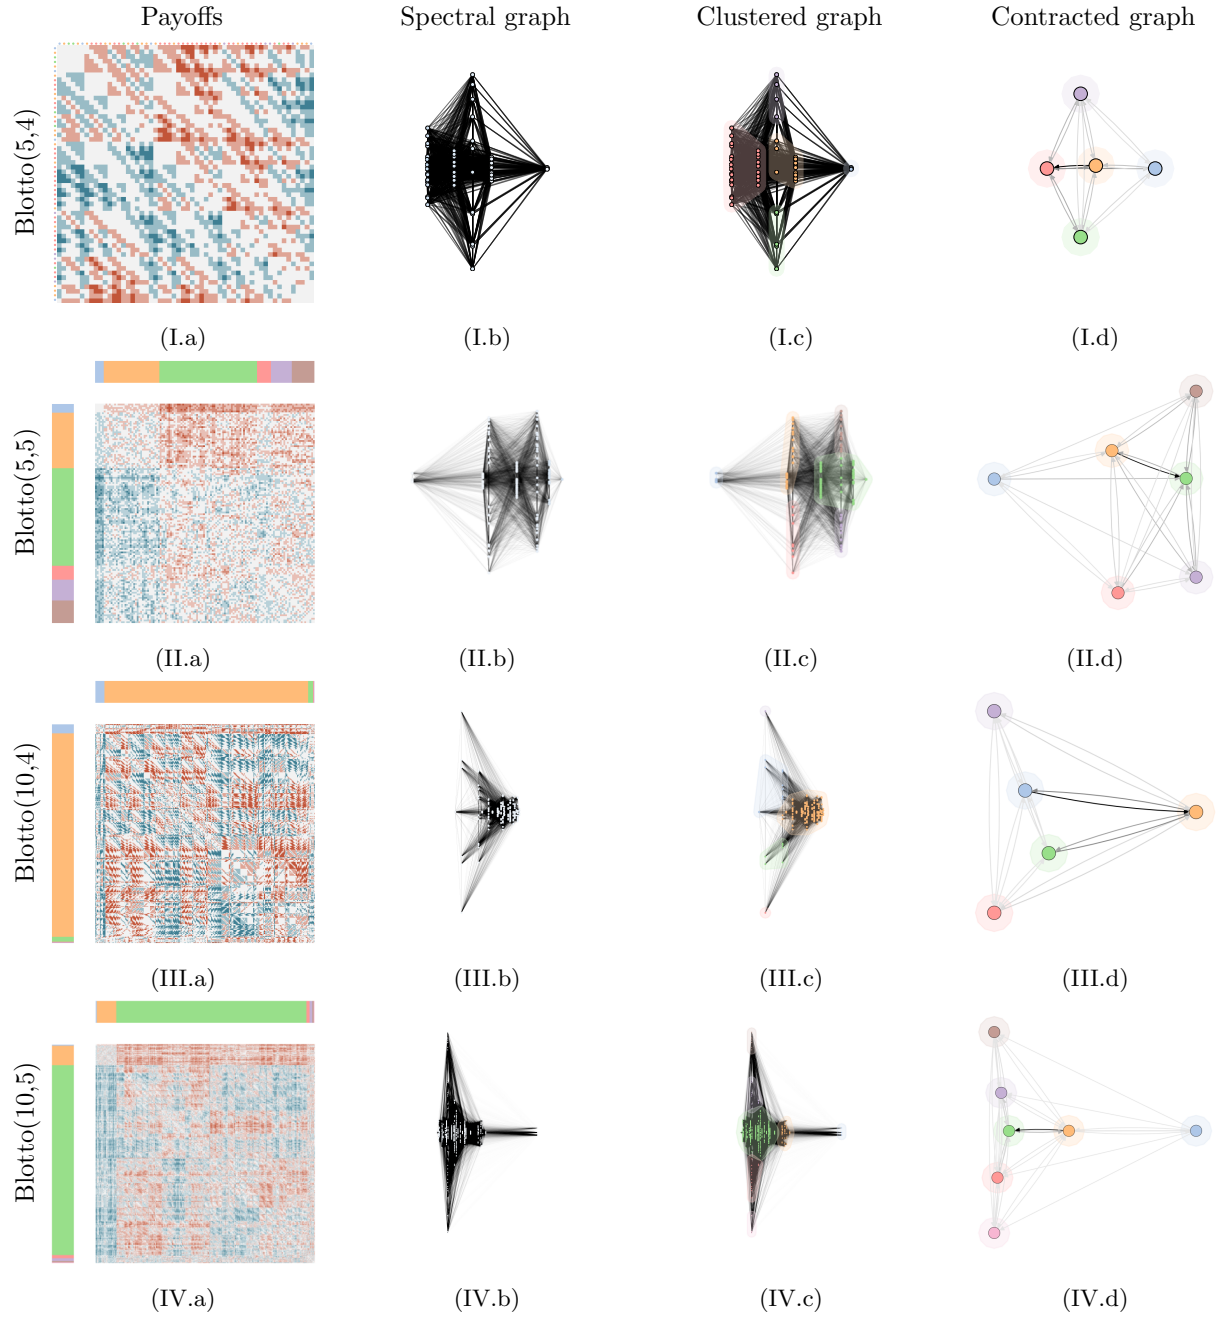 Payoffs Spectral graph Clustered graph Contracted graph
Blotto(5,4)
(I.a) (I.b) (I.c) (I.d)
Blotto(5,5)
(II.a) (II.b) (II.c) (II.d)
Blotto(10,4)
(III.a) (III.b) (III.c) (III.d)
Blotto(10,5)
(IV.a) (IV.b) (IV.c) (IV.d)